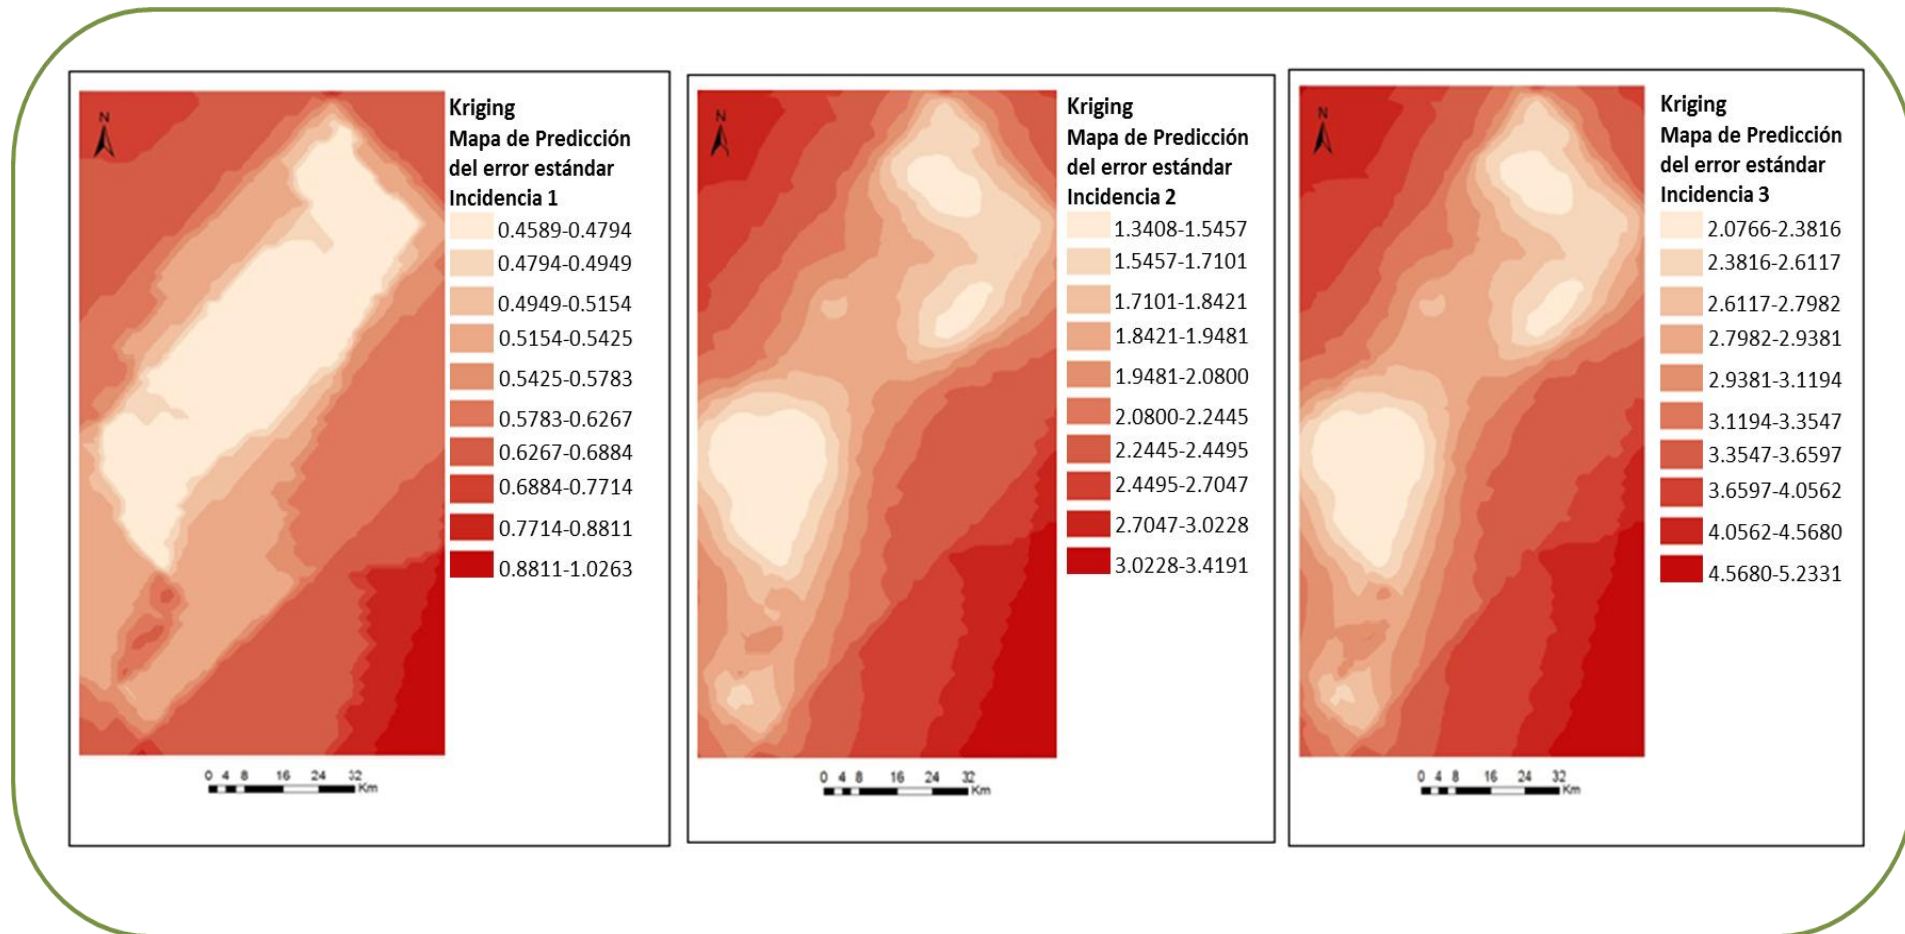 N
Kriging
Mapa de Predicción
del error estándar
Incidencia 1
0.4589-0.4794
0.4794-0.4949
0.4949-0.5154
0.5154-0.5425
0.5425-0.5783
0.5783-0.6267
0.6267-0.6884
0.6884-0.7714
0.7714-0.8811
0.8811-1.0263
0 4 8 16 24 32
Km
N
Kriging
Mapa de Predicción
del error estándar
Incidencia 2
1.3408-1.5457
1.5457-1.7101
1.7101-1.8421
1.8421-1.9481
1.9481-2.0800
2.0800-2.2445
2.2445-2.4495
2.4495-2.7047
2.7047-3.0228
3.0228-3.4191
0 4 8 16 24 32
Km
N
Kriging
Mapa de Predicción
del error estándar
Incidencia 3
2.0766-2.3816
2.3816-2.6117
2.6117-2.7982
2.7982-2.9381
2.9381-3.1194
3.1194-3.3547
3.3547-3.6597
3.6597-4.0562
4.0562-4.5680
4.5680-5.2331
0 4 8 16 24 32
Km